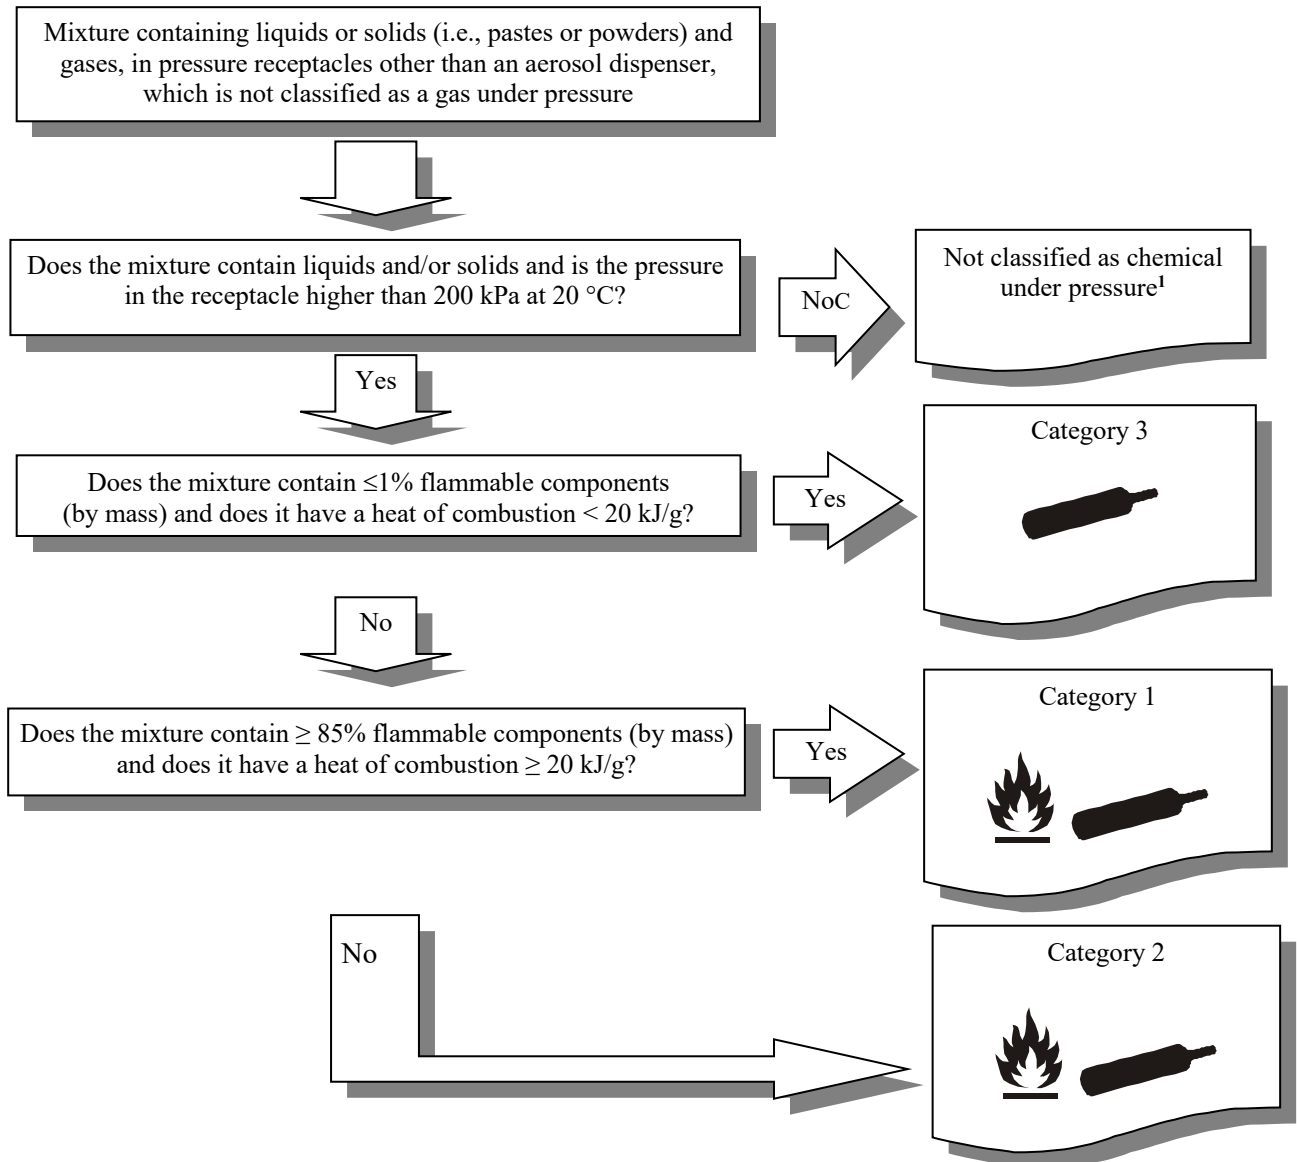 Mixture containing liquids or solids (i.e., pastes or powders) and
gases, in pressure receptacles other than an aerosol dispenser,
which is not classified as a gas under pressure
Does the mixture contain liquids and/or solids and is the pressure
in the receptacle higher than 200 kPa at 20 °C?
NoC
Not classified as chemical
under pressure¹
Yes
Does the mixture contain ≤1% flammable components
(by mass) and does it have a heat of combustion < 20 kJ/g?
Yes
Category 3
No
Does the mixture contain ≥ 85% flammable components (by mass)
and does it have a heat of combustion ≥ 20 kJ/g?
Yes
Category 1
No
Category 2